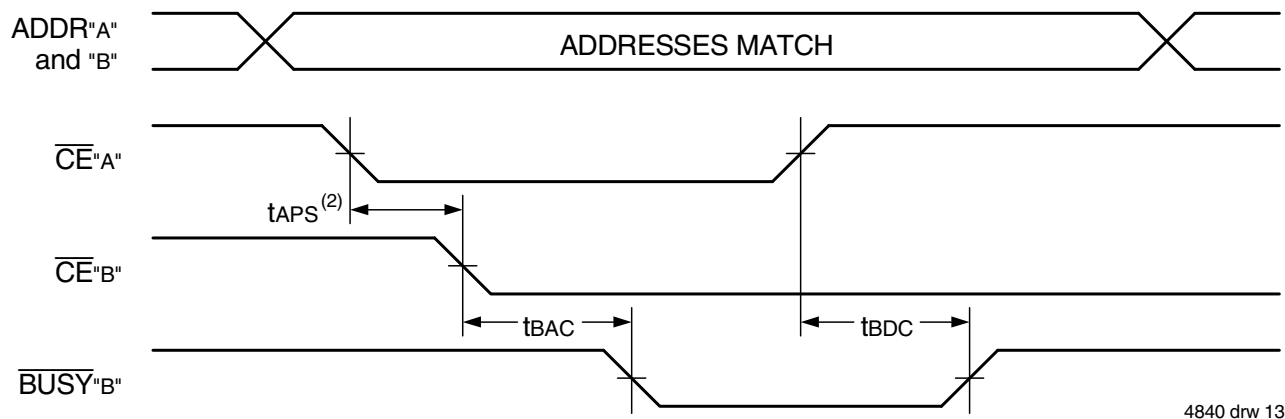 ADDR"A"
and "B"
ADDRESSES MATCH
CE"A"
tAPS(2)
CE"B"
tBAC
tBDC
BUSY"B"
4840 drw 13